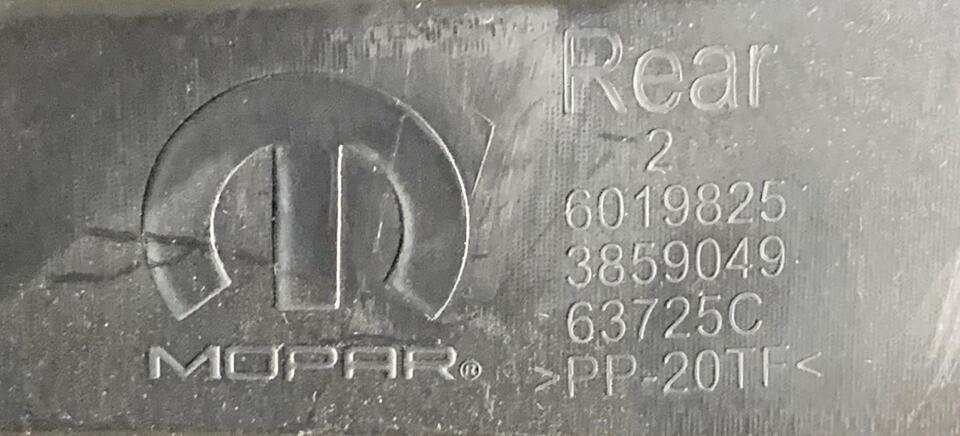 MOPAR®
Rear
2
6019825
3859049
63725C
>PP-20TF<